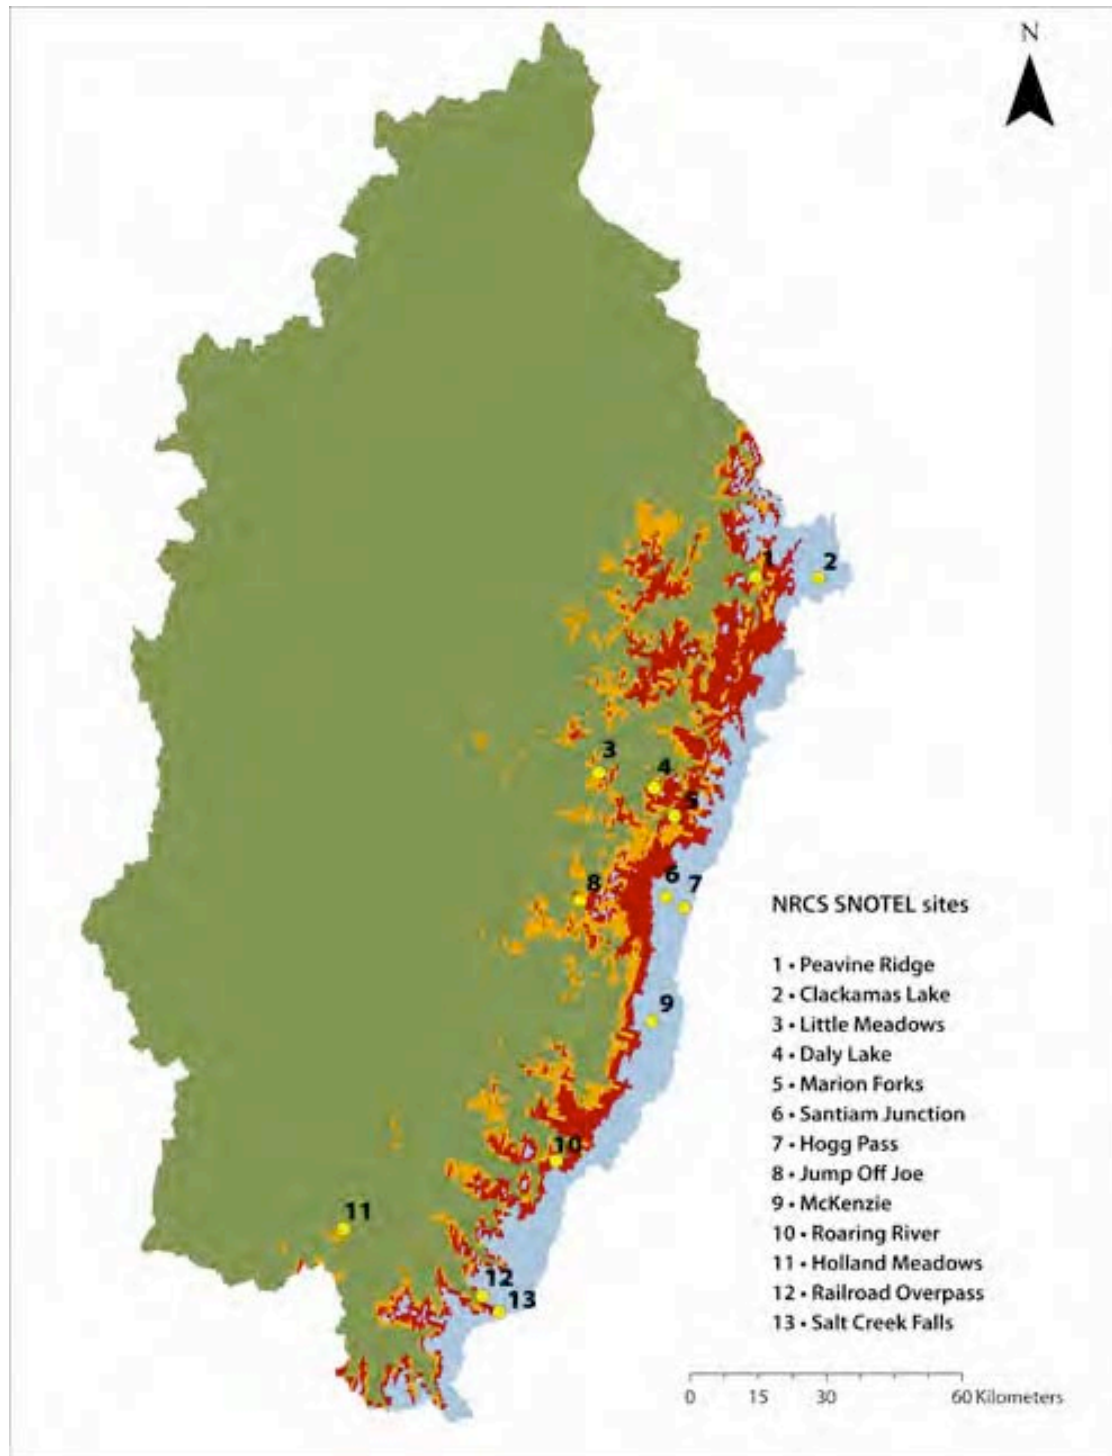 N
1
2
3
4
5
6
7
8
9
10
11
12
13
NRCS SNOTEL sites
1 • Peavine Ridge
2 • Clackamas Lake
3 • Little Meadows
4 • Daly Lake
5 • Marion Forks
6 • Santiam Junction
7 • Hogg Pass
8 • Jump Off Joe
9 • McKenzie
10 • Roaring River
11 • Holland Meadows
12 • Railroad Overpass
13 • Salt Creek Falls
0 15 30 60 Kilometers